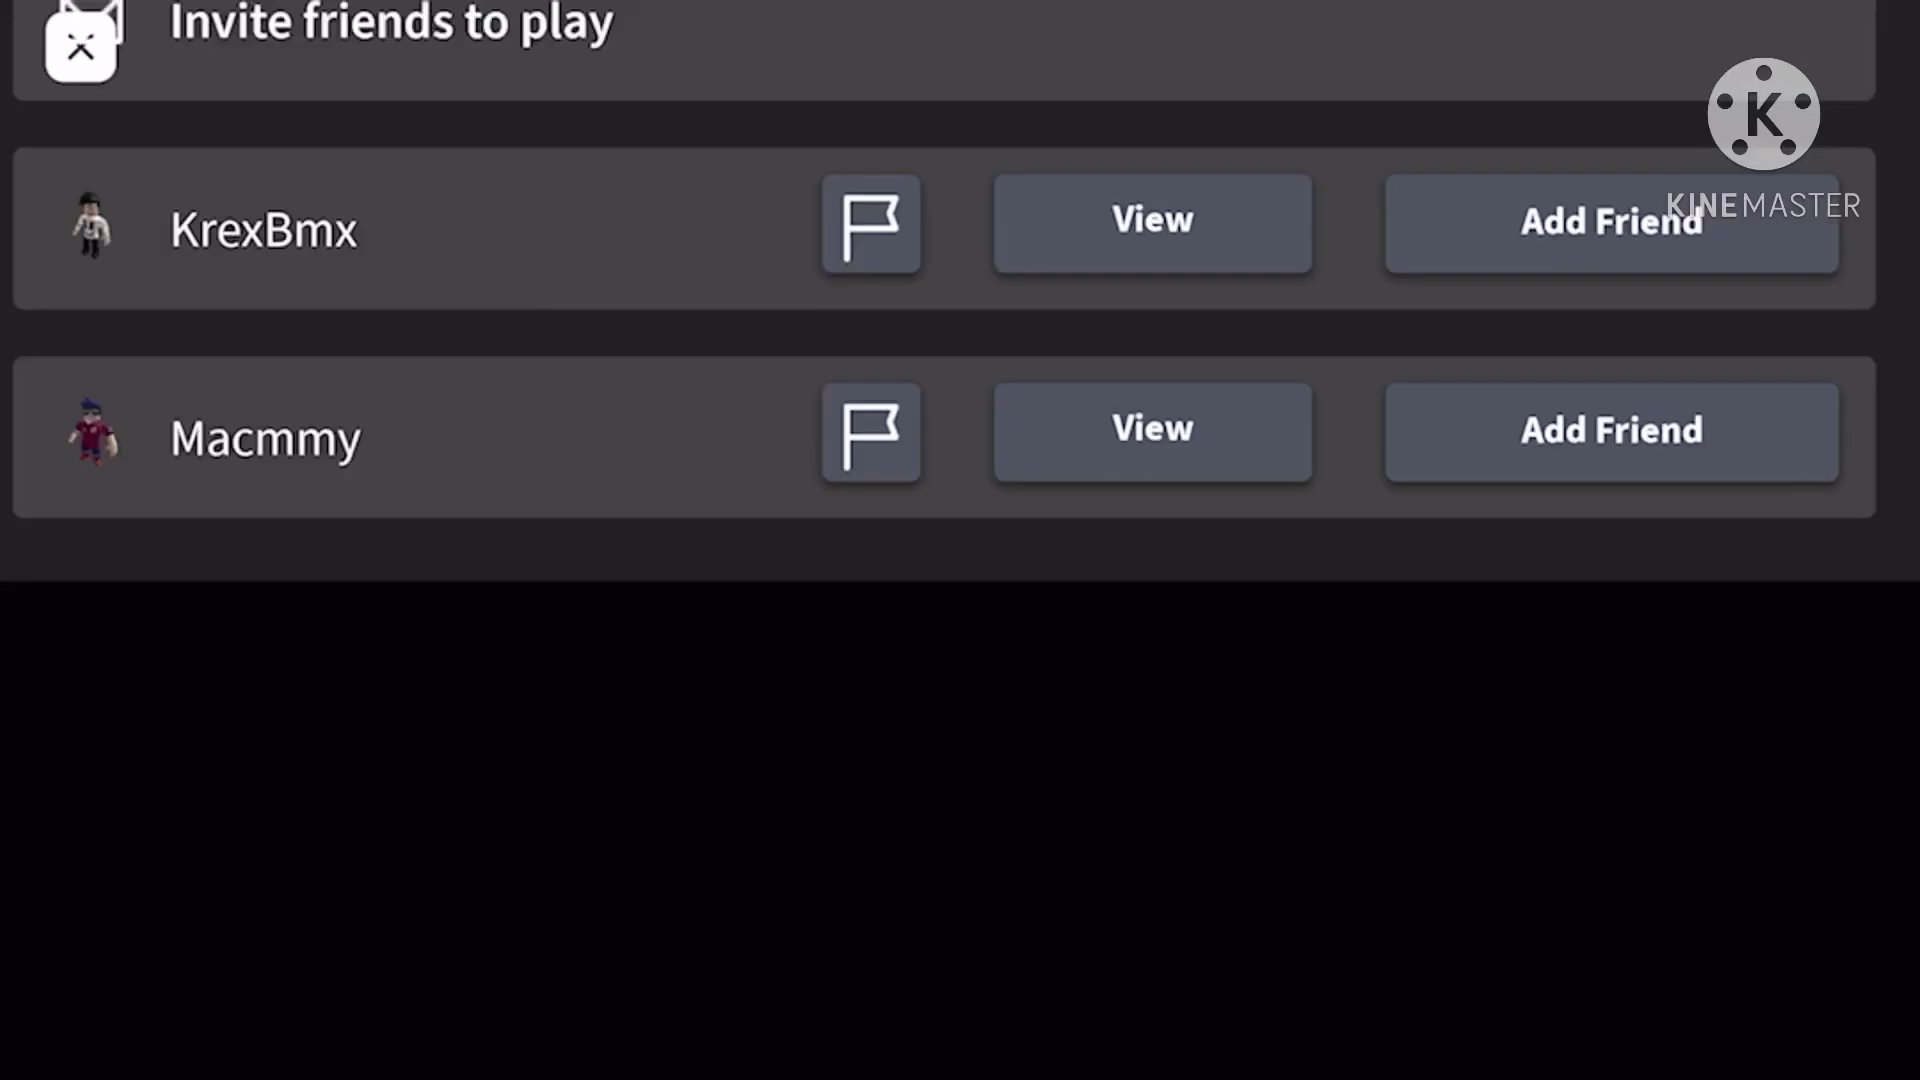 Invite friends to play
K
KINEMASTER
KrexBmx
View
Add Friend
Macmmy
View
Add Friend